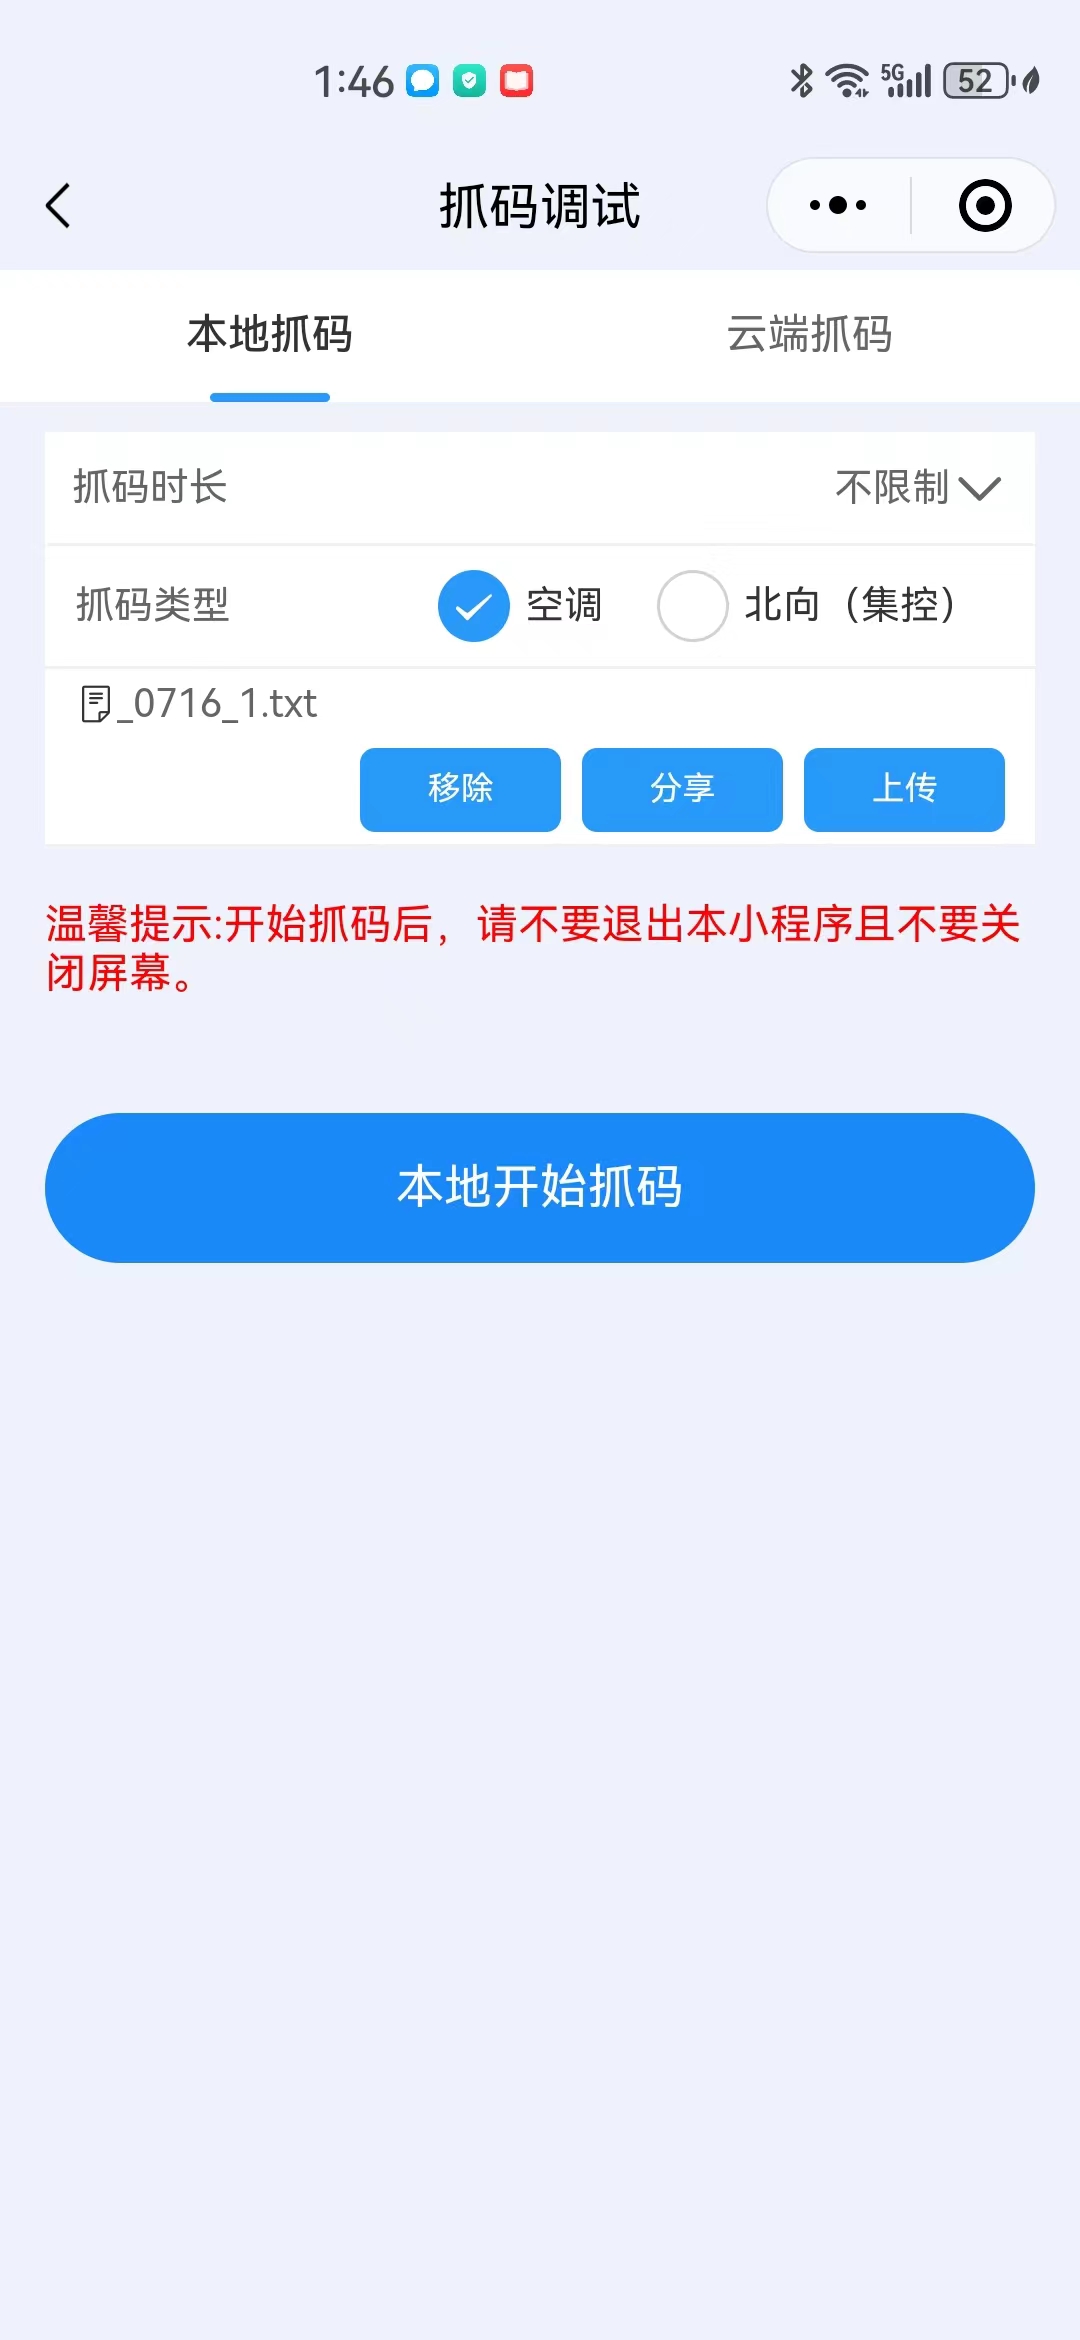 1:46
5G
52
抓码调试
本地抓码
云端抓码
抓码时长
不限制
抓码类型
空调
北向（集控）
_0716_1.txt
移除
分享
上传
温馨提示:开始抓码后，请不要退出本小程序且不要关
闭屏幕。
本地开始抓码